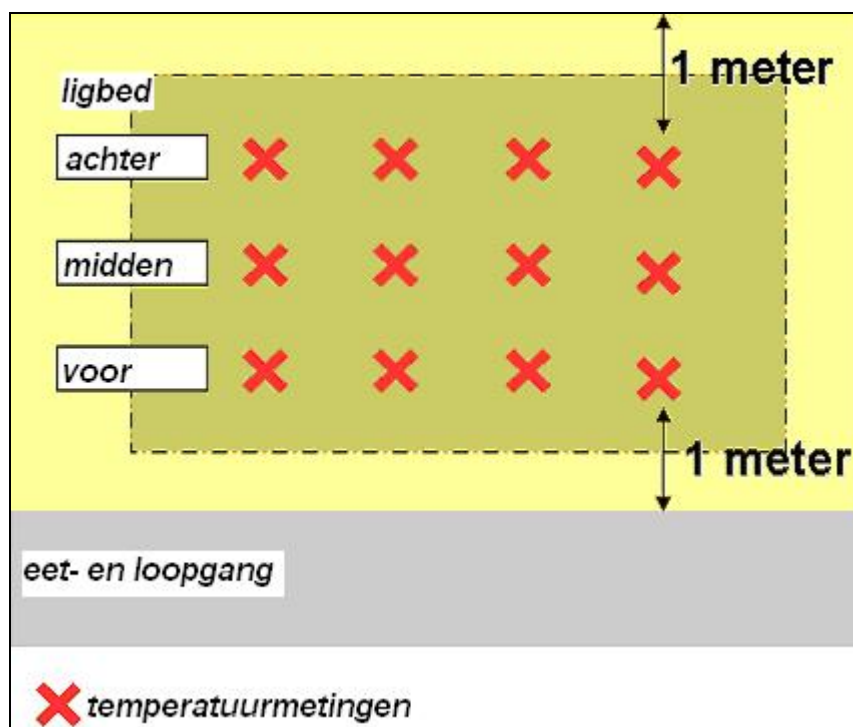 1 meter
ligbed
achter
midden
voor
1 meter
eet- en loopgang
temperatuurmetingen